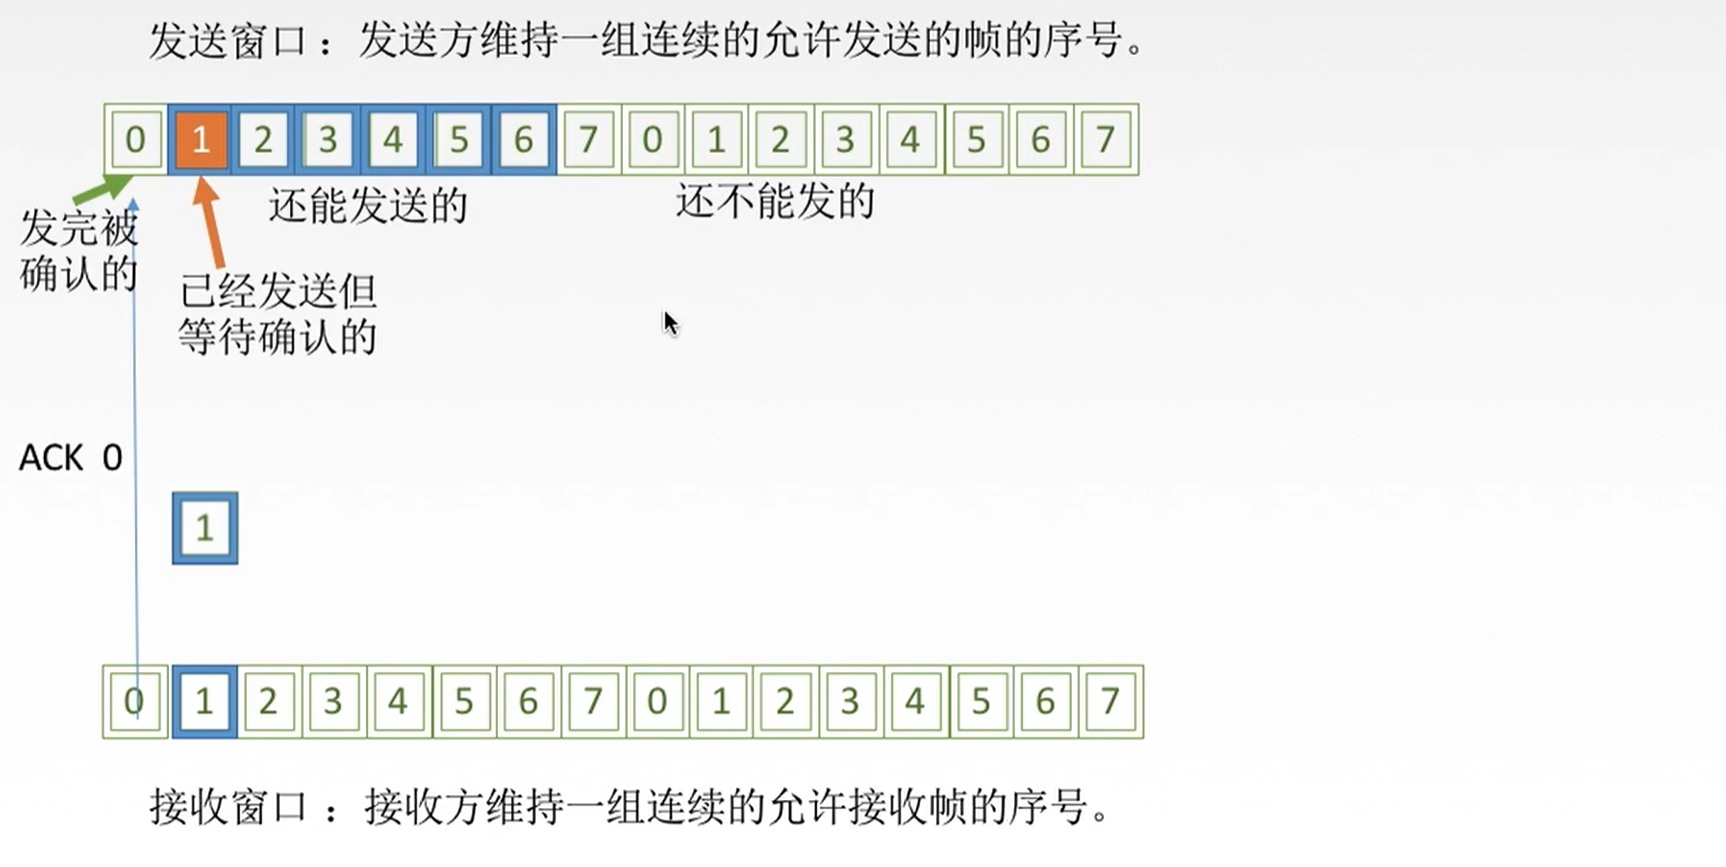 发送窗口：发送方维持一组连续的允许发送的帧的序号。
0 1 2 3 4 5 6 7 0 1 2 3 4 5 6 7
还能发送的
还不能发的
发完被
确认的
已经发送但
等待确认的
ACK 0
1
0 1 2 3 4 5 6 7 0 1 2 3 4 5 6 7
接收窗口：接收方维持一组连续的允许接收帧的序号。